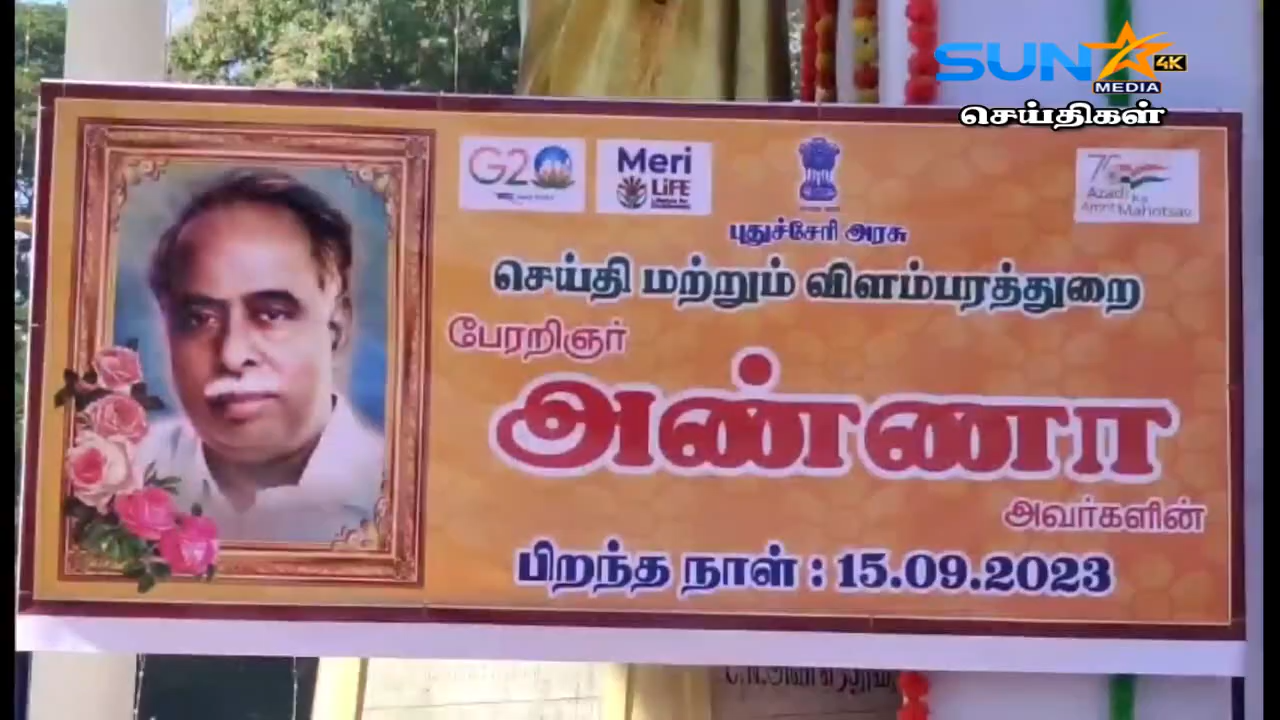 SUN 4K
MEDIA
செய்திகள்
G20
Meri
LiFE
75
Azadi Ka
Amrit Mahotsav
புதுச்சேரி அரசு
செய்தி மற்றும் விளம்பரத்துறை
பேரறிஞர்
அண்ணா
அவர்களின்
பிறந்த நாள் : 15.09.2023